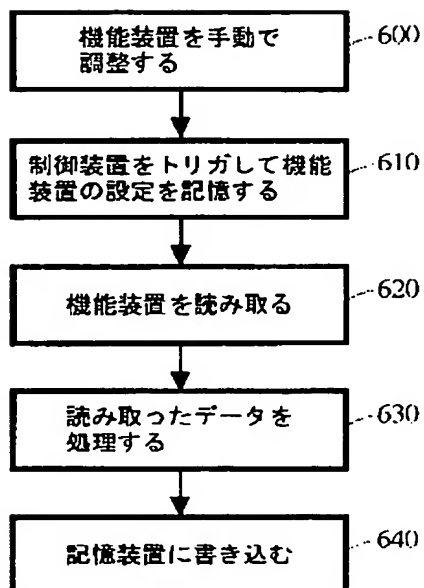 機能装置を手動で
調整する
600
制御装置をトリガして機能
装置の設定を記憶する
610
機能装置を読み取る
620
読み取ったデータを
処理する
630
記憶装置に書き込む
640